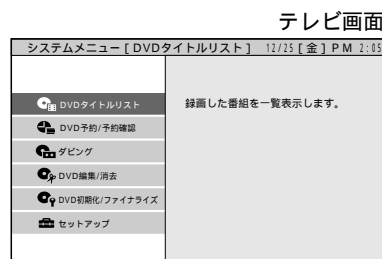 テレビ画面
システムメニュー [ DVDタイトルリスト ] 12/25 [ 金 ] P M 2:05
DVDタイトルリスト
録画した番組を一覧表示します。
DVD予約/予約確認
ダビング
DVD編集/消去
DVD初期化/ファイナライズ
セットアップ